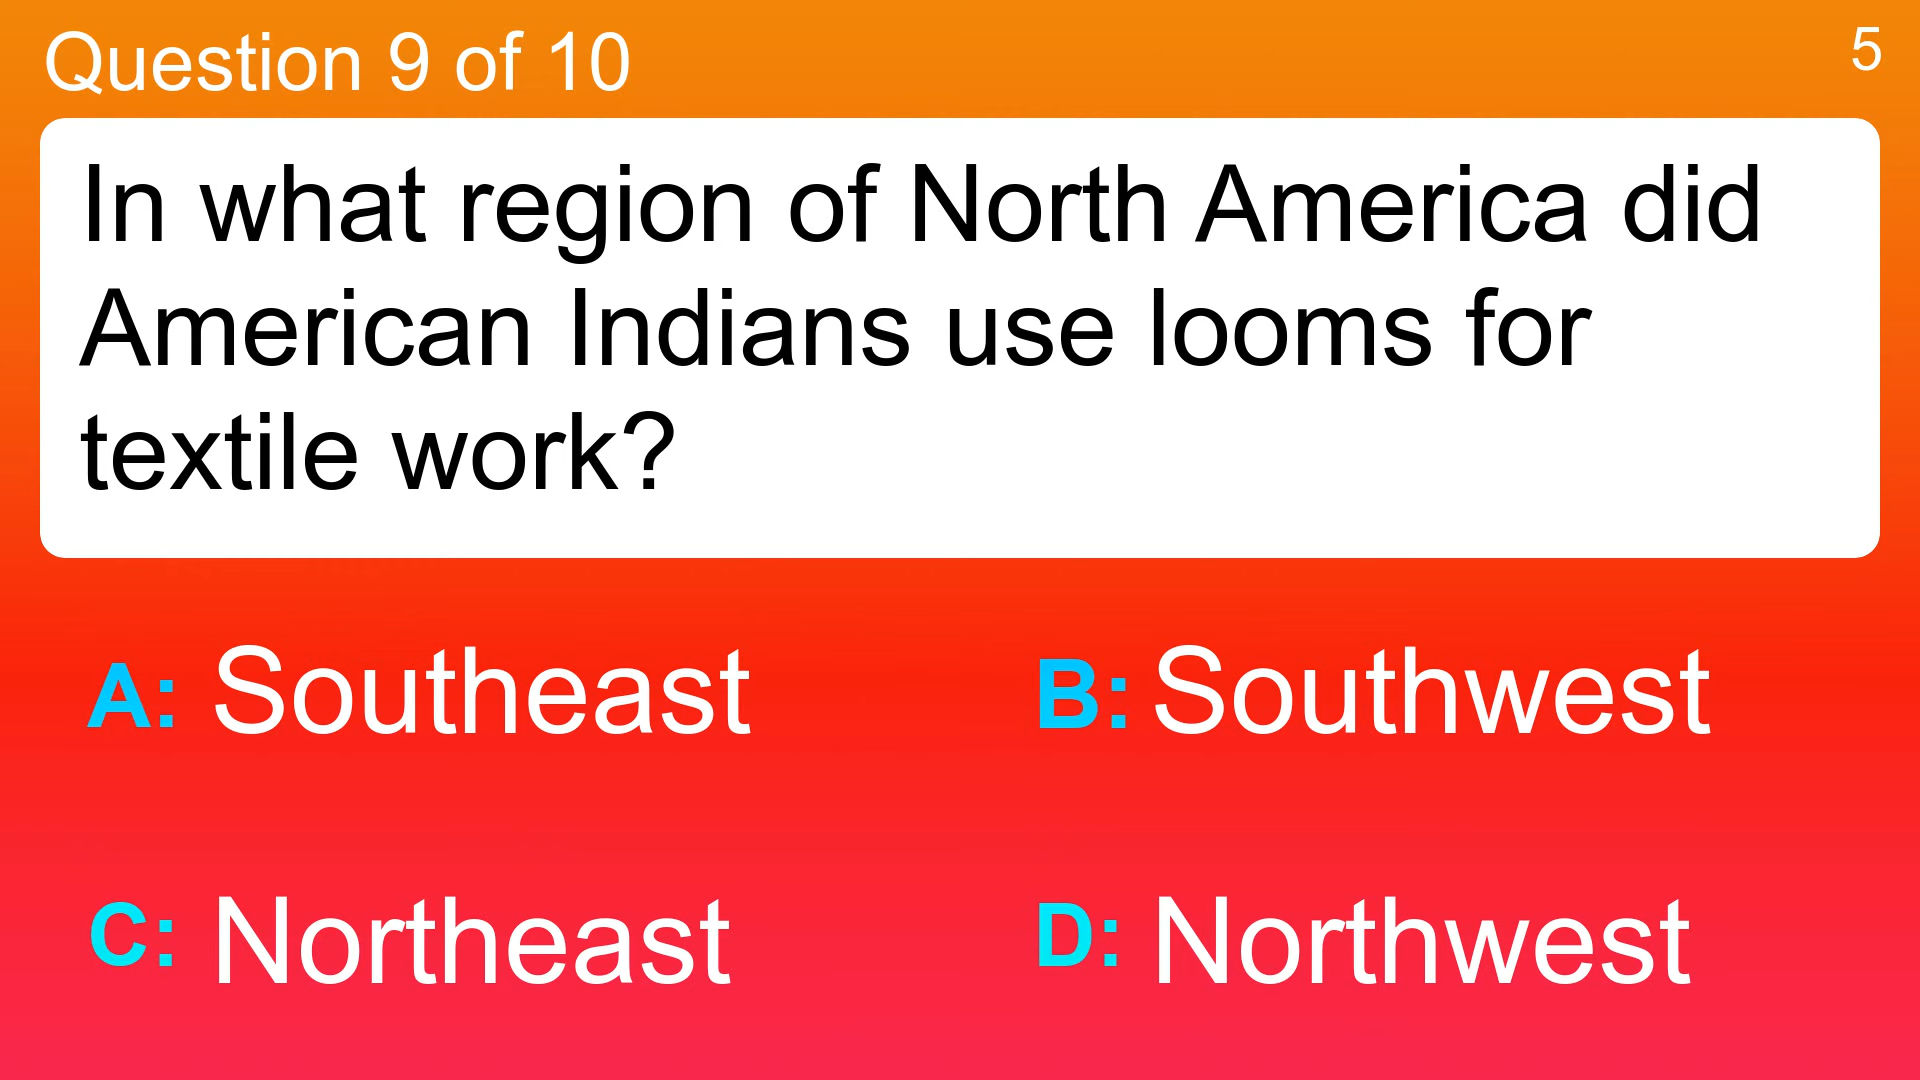 Question 9 of 10
5
In what region of North America did
American Indians use looms for
textile work?
A: Southeast
B: Southwest
C: Northeast
D: Northwest